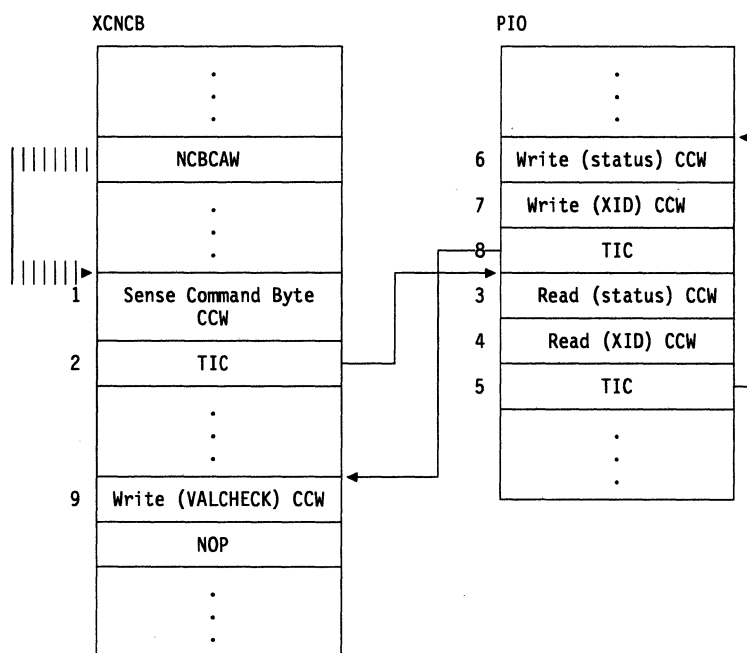 XCNCB
NCBCAW
1 Sense Command Byte
CCW
2 TIC
9 Write (VALCHECK) CCW
NOP
PIO
6 Write (status) CCW
7 Write (XID) CCW
8 TIC
3 Read (status) CCW
4 Read (XID) CCW
5 TIC